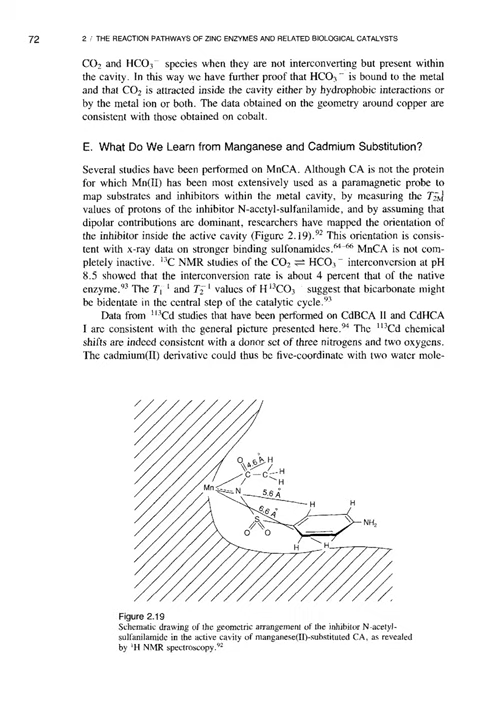 72
2 / THE REACTION PATHWAYS OF ZINC ENZYMES AND RELATED BIOLOGICAL CATALYSTS
CO₂ and HCO₃⁻ species when they are not interconverting but present within
the cavity. In this way we have further proof that HCO₃⁻ is bound to the metal
and that CO₂ is attracted inside the cavity either by hydrophobic interactions or
by the metal ion or both. The data obtained on the geometry around copper are
consistent with those obtained on cobalt.
E. What Do We Learn from Manganese and Cadmium Substitution?
Several studies have been performed on MnCA. Although CA is not the protein
for which Mn(II) has been most extensively used as a paramagnetic probe to
map substrates and inhibitors within the metal cavity, by measuring the T₂M⁻¹
values of protons of the inhibitor N-acetyl-sulfanilamide, and by assuming that
dipolar contributions are dominant, researchers have mapped the orientation of
the inhibitor inside the active cavity (Figure 2.19).⁹² This orientation is consis-
tent with x-ray data on stronger binding sulfonamides.⁶⁴⁻⁶⁶ MnCA is not com-
pletely inactive. ¹³C NMR studies of the CO₂ ⇌ HCO₃⁻ interconversion at pH
8.5 showed that the interconversion rate is about 4 percent that of the native
enzyme.⁹³ The T₁⁻¹ and T₂⁻¹ values of H¹³CO₃⁻ suggest that bicarbonate might
be bidentate in the central step of the catalytic cycle.⁹³
Data from ¹¹³Cd studies that have been performed on CdBCA II and CdHCA
I are consistent with the general picture presented here.⁹⁴ The ¹¹³Cd chemical
shifts are indeed consistent with a donor set of three nitrogens and two oxygens.
The cadmium(II) derivative could thus be five-coordinate with two water mole-
O 4.6 Å H
C—C—H
H
Mn N 5.6 Å
H H
6.6 Å
S
NH₂
O O
H H
Figure 2.19
Schematic drawing of the geometric arrangement of the inhibitor N-acetyl-
sulfanilamide in the active cavity of manganese(II)-substituted CA, as revealed
by ¹H NMR spectroscopy.⁹²